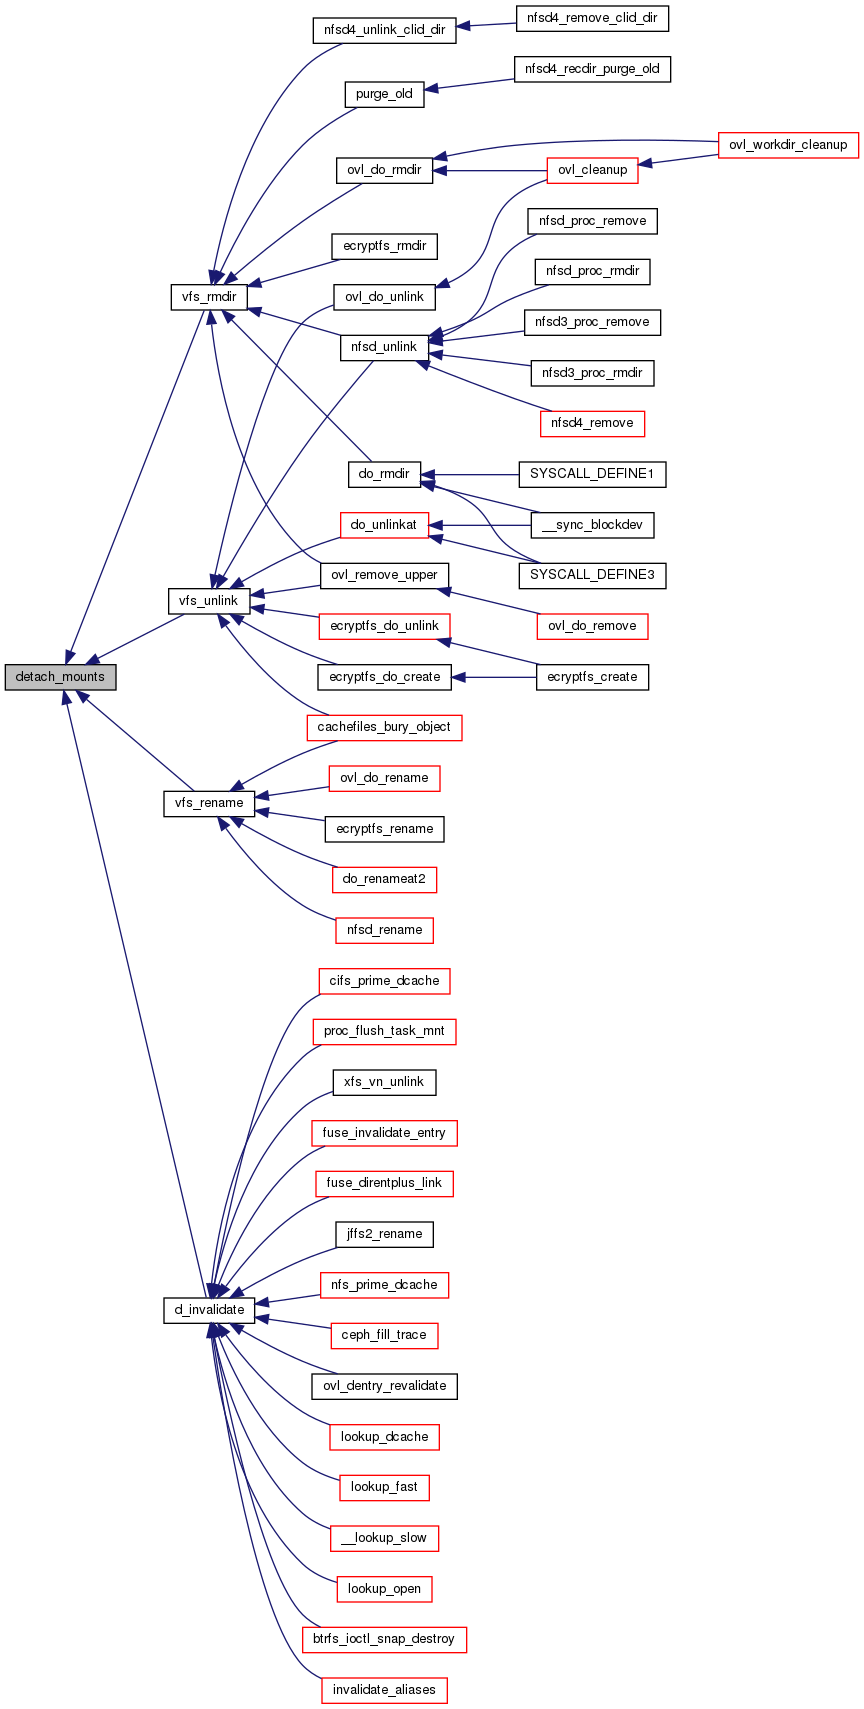 nfsd4_remove_clid_dir
nfsd4_unlink_clid_dir
nfsd4_recdir_purge_old
purge_old
ovl_workdir_cleanup
ovl_do_rmdir
ovl_cleanup
nfsd_proc_remove
ecryptfs_rmdir
nfsd_proc_rmdir
vfs_rmdir
ovl_do_unlink
nfsd3_proc_remove
nfsd_unlink
nfsd3_proc_rmdir
nfsd4_remove
do_rmdir
SYSCALL_DEFINE1
do_unlinkat
__sync_blockdev
ovl_remove_upper
SYSCALL_DEFINE3
vfs_unlink
ecryptfs_do_unlink
ovl_do_remove
detach_mounts
ecryptfs_do_create
ecryptfs_create
cachefiles_bury_object
ovl_do_rename
vfs_rename
ecryptfs_rename
do_renameat2
nfsd_rename
cifs_prime_dcache
proc_flush_task_mnt
xfs_vn_unlink
fuse_invalidate_entry
fuse_direntplus_link
jffs2_rename
nfs_prime_dcache
d_invalidate
ceph_fill_trace
ovl_dentry_revalidate
lookup_dcache
lookup_fast
__lookup_slow
lookup_open
btrfs_ioctl_snap_destroy
invalidate_aliases